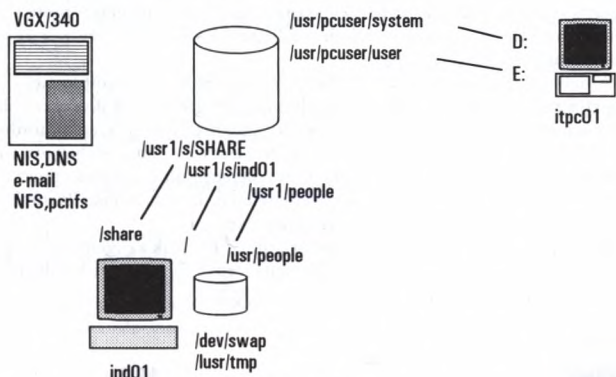 VGX/340
/usr/pcuser/system
/usr/pcuser/user
D:
E:
itpc01
NIS,DNS
e-mail
NFS,pcnfs
/usr1/s/SHARE
/usr1/s/ind01
/usr1/people
/share
/
/usr/people
/dev/swap
/lusr/tmp
ind01